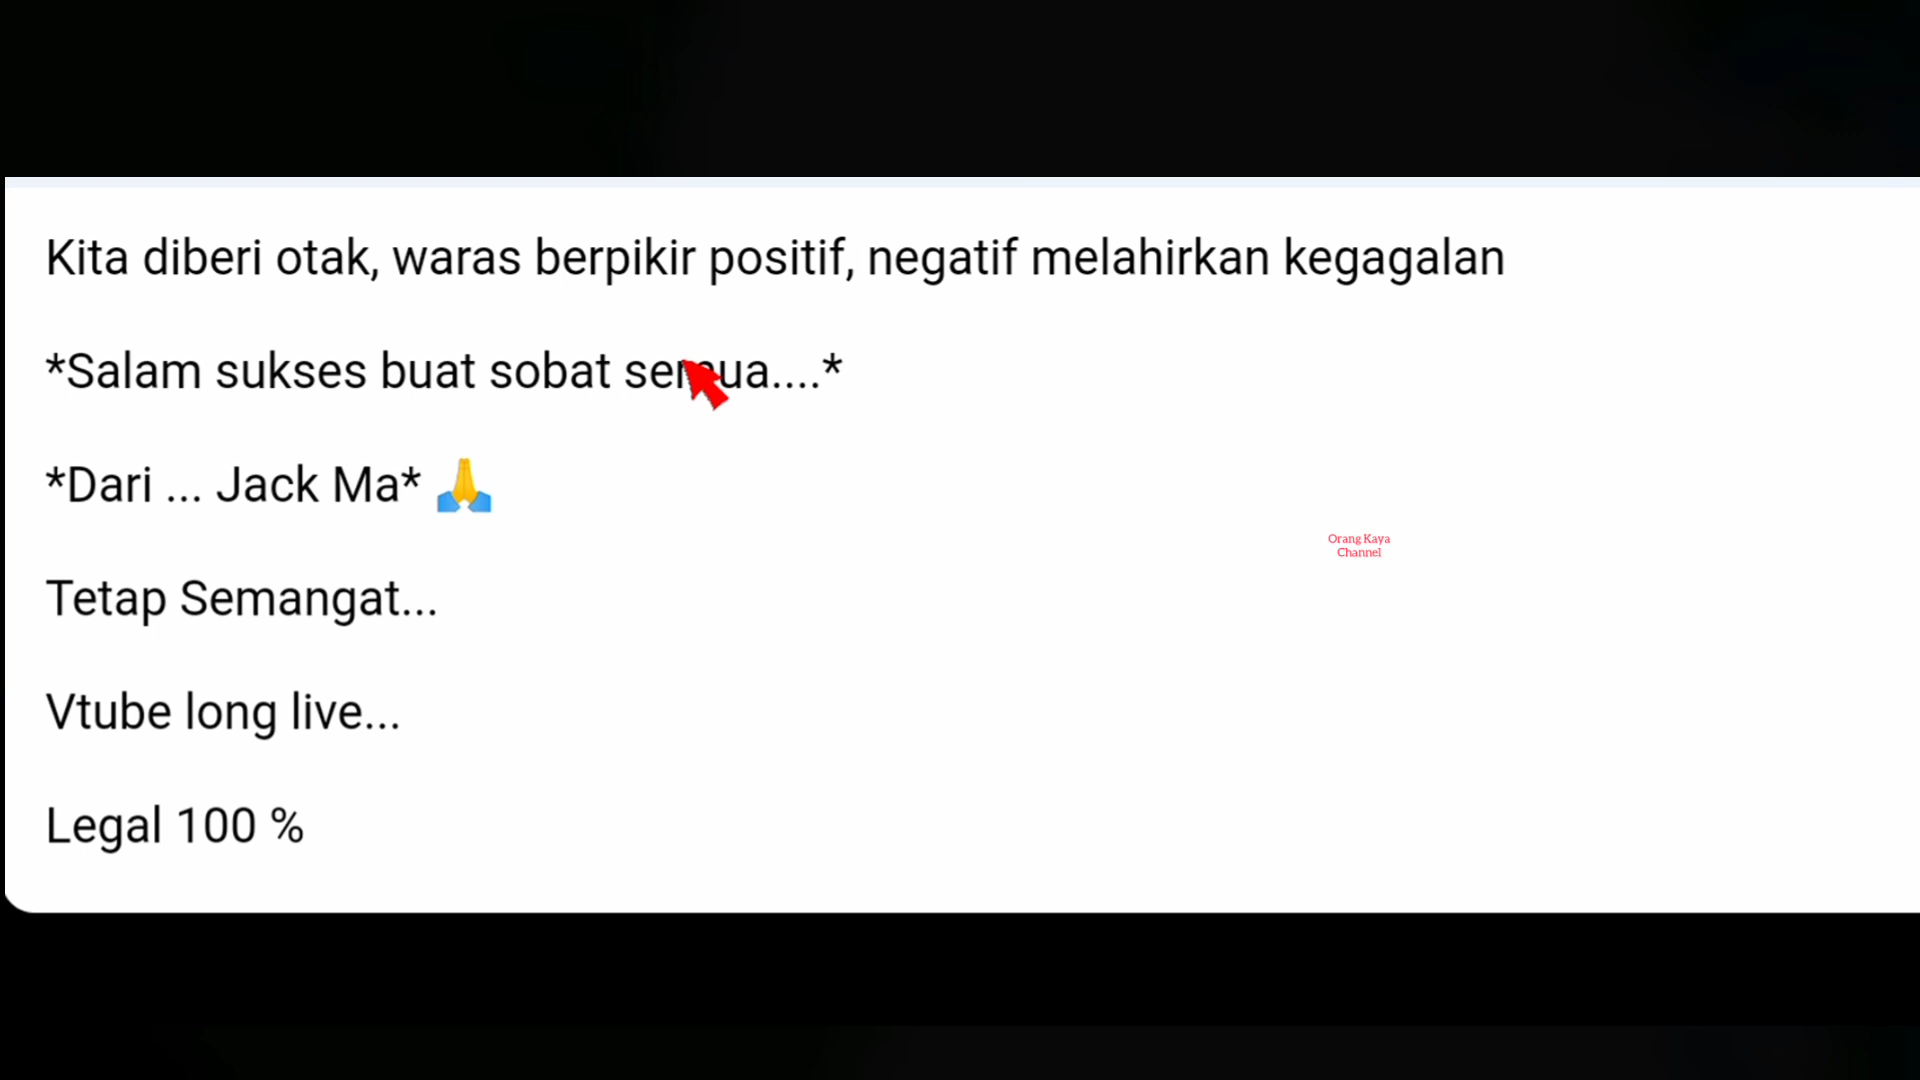 Kita diberi otak, waras berpikir positif, negatif melahirkan kegagalan
*Salam sukses buat sobat semua....*
*Dari ... Jack Ma* 🙏
Orang Kaya
Channel
Tetap Semangat...
Vtube long live...
Legal 100 %